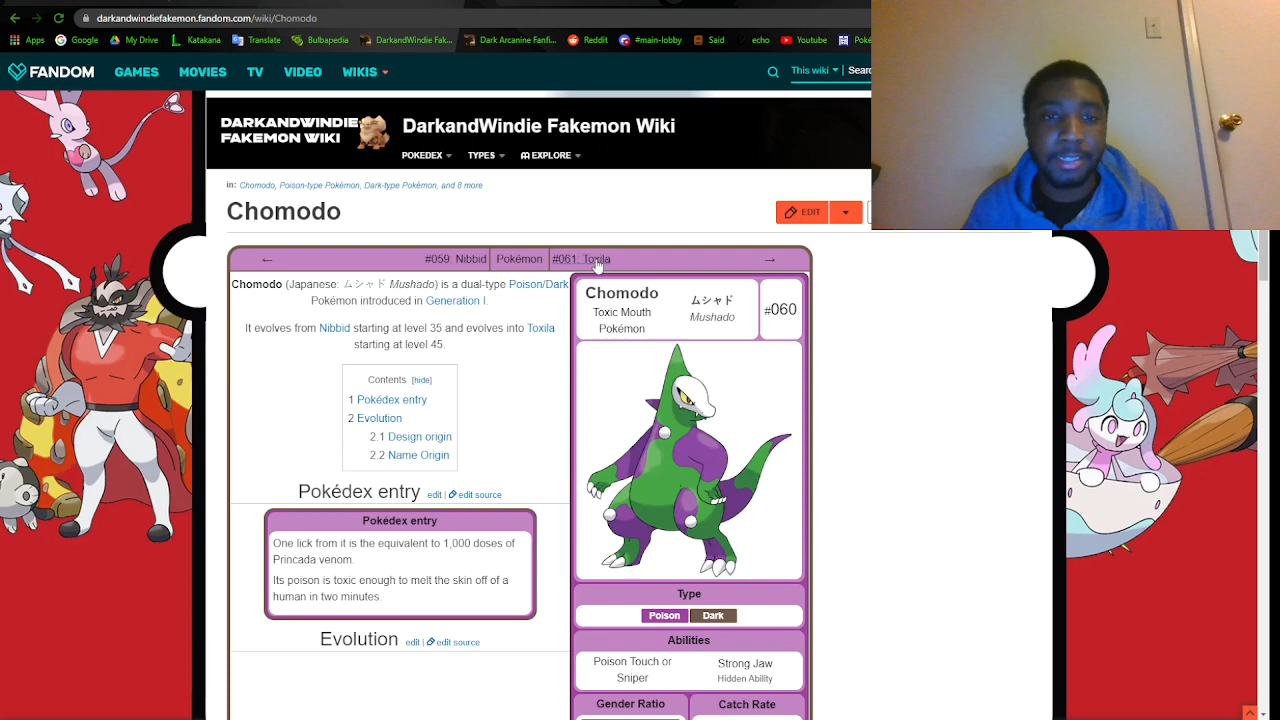 darkandwindiefakemon.fandom.com/wiki/Chomodo
Apps Google My Drive Katakana Translate Bulbapedia DarkandWindie Fak... Dark Arcanine Fanfi... Reddit #main-lobby Said echo Youtube Poké
FANDOM GAMES MOVIES TV VIDEO WIKIS This wiki Searc
DARKANDWINDIE
FAKEMON WIKI
DarkandWindie Fakemon Wiki
POKEDEX TYPES EXPLORE
in: Chomodo, Poison-type Pokémon, Dark-type Pokémon, and 8 more
Chomodo
EDIT
← #059: Nibbid Pokémon #061: Toxila →
Chomodo (Japanese: ムシャド Mushado) is a dual-type Poison/Dark
Pokémon introduced in Generation I.
It evolves from Nibbid starting at level 35 and evolves into Toxila
starting at level 45.
Contents [hide]
1 Pokédex entry
2 Evolution
2.1 Design origin
2.2 Name Origin
Pokédex entry edit | edit source
Pokédex entry
One lick from it is the equivalent to 1,000 doses of
Princada venom.
Its poison is toxic enough to melt the skin off of a
human in two minutes.
Evolution edit | edit source
Chomodo
Toxic Mouth
Pokémon
ムシャド
Mushado
#060
Type
Poison Dark
Abilities
Poison Touch or
Sniper
Strong Jaw
Hidden Ability
Gender Ratio Catch Rate